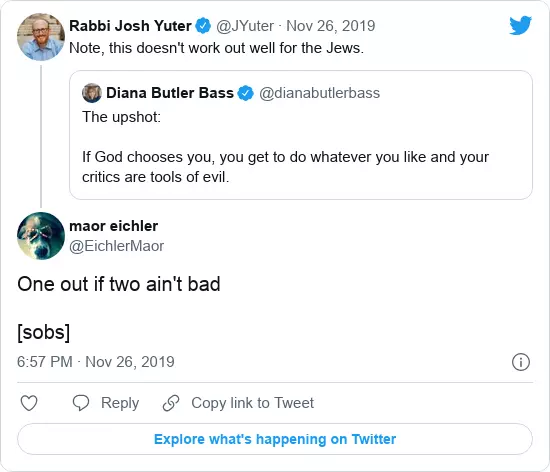 Rabbi Josh Yuter @JYuter · Nov 26, 2019
Note, this doesn't work out well for the Jews.
Diana Butler Bass @dianabutlerbass
The upshot:
If God chooses you, you get to do whatever you like and your
critics are tools of evil.
maor eichler
@EichlerMaor
One out if two ain't bad
[sobs]
6:57 PM · Nov 26, 2019
Reply Copy link to Tweet
Explore what's happening on Twitter